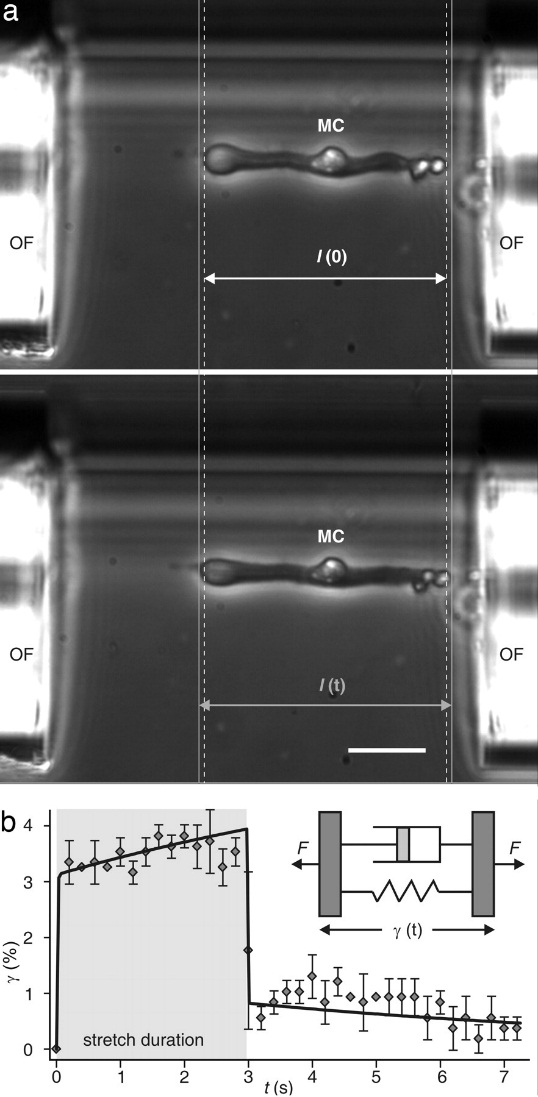 a
MC
OF
OF
l (0)
MC
OF
OF
l (t)
b
4
3
2
1
0
γ (%)
stretch duration
F
F
γ (t)
0
1
2
3
4
5
6
7
t (s)